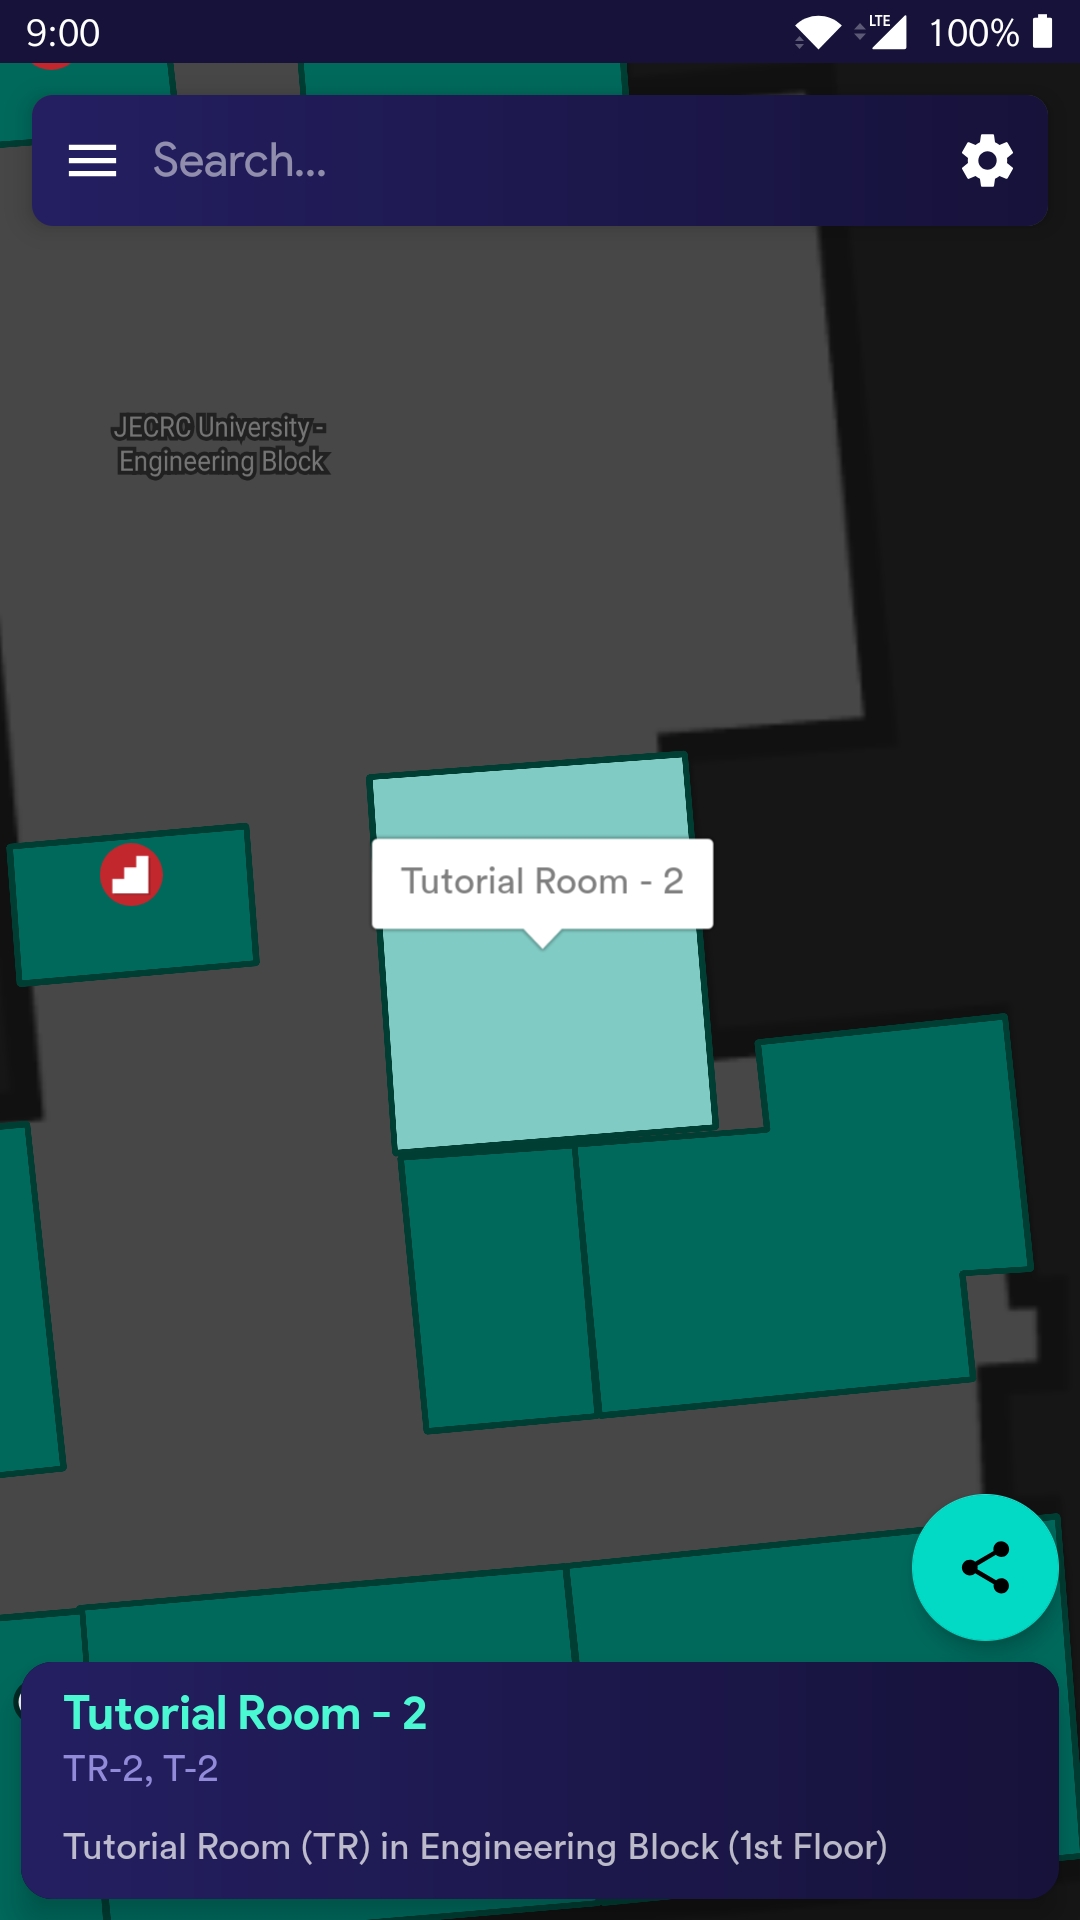 9:00
LTE
100%
Search...
JECRC University -
Engineering Block
Tutorial Room - 2
Tutorial Room - 2
TR-2, T-2
Tutorial Room (TR) in Engineering Block (1st Floor)